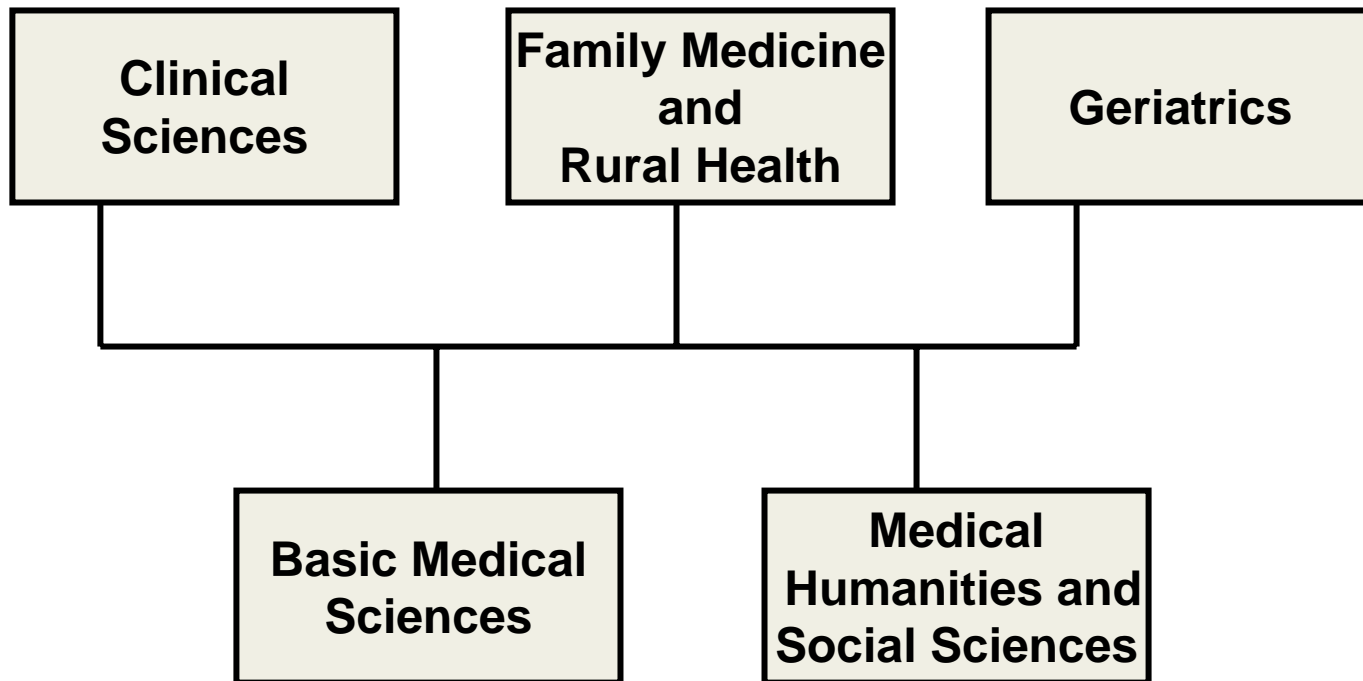 Clinical
Sciences
Family Medicine
and
Rural Health
Geriatrics
Basic Medical
Sciences
Medical
Humanities and
Social Sciences